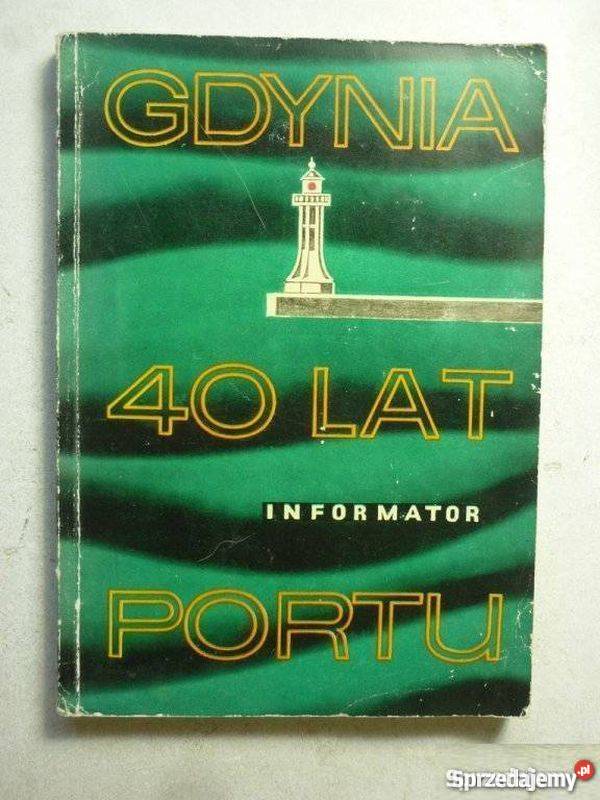 GDYNIA
40 LAT
INFORMATOR
PORTU
Sprzedajemy.pl